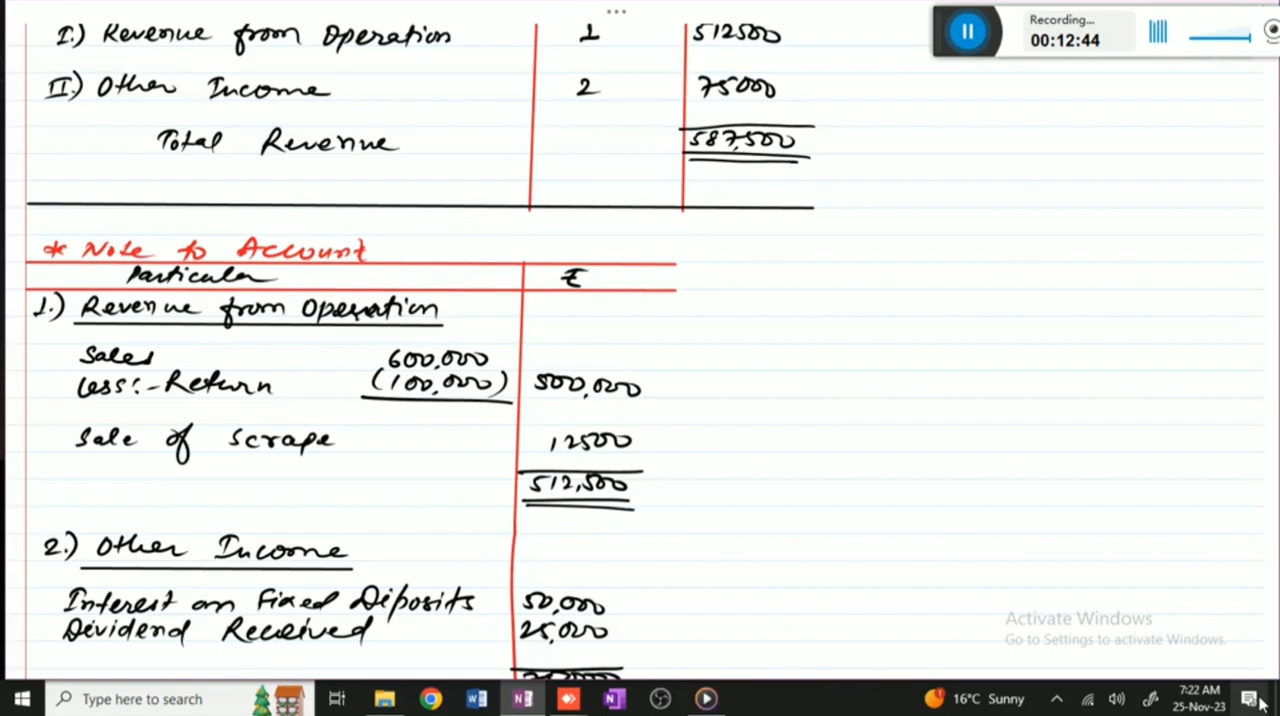 Recording...
00:12:44
I.) Revenue from Operation 1 512500
II.) Other Income 2 75000
Total Revenue 587,500
* Note to Account
Particular ₹
1.) Revenue from Operation
Sales 600,000
Less:- Return (100,000) 500,000
Sale of scrape 12500
512,500
2.) Other Income
Interest on Fixed Diposits 50,000
Dividend Received 25,000
Activate Windows
Go to Settings to activate Windows.
Type here to search
16°C Sunny
7:22 AM
25-Nov-23